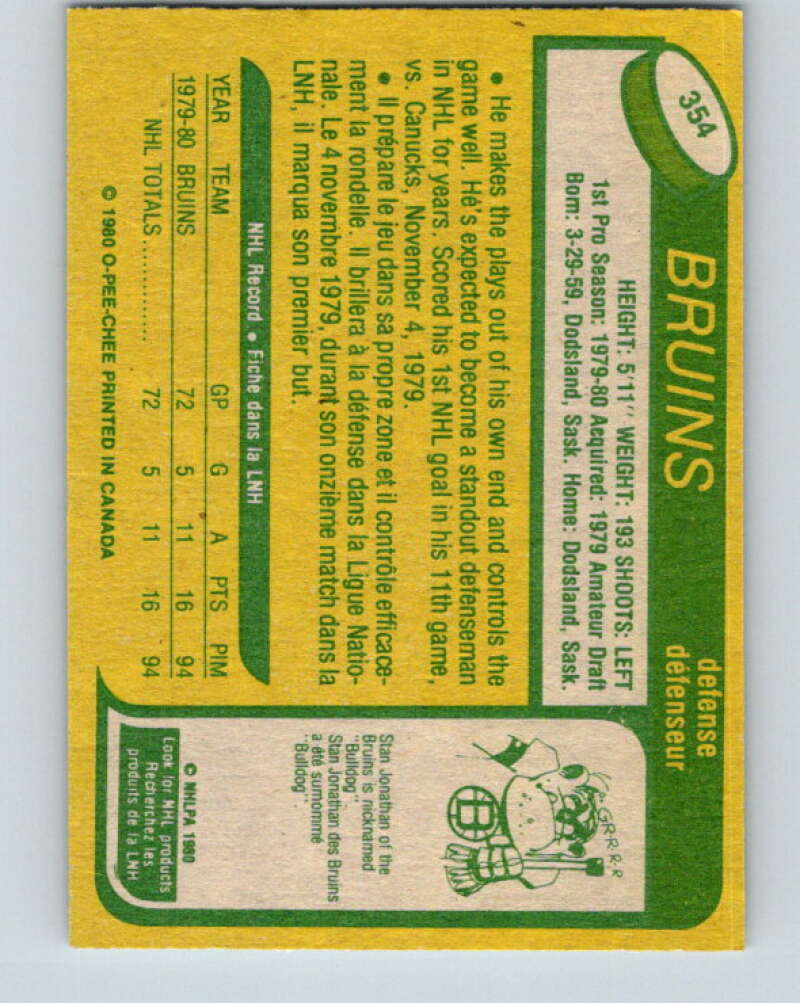 354
BRUINS
defense
défenseur
HEIGHT: 5'11" WEIGHT: 193 SHOOTS: LEFT
1st Pro Season: 1979-80 Acquired: 1979 Amateur Draft
Born: 3-29-59, Dodsland, Sask. Home: Dodsland, Sask.
• He makes the plays out of his own end and controls the
game well. He's expected to become a standout defenseman
in NHL for years. Scored his 1st NHL goal in his 11th game,
vs. Canucks, November 4, 1979.
• Il prépare le jeu dans sa propre zone et il contrôle efficace-
ment la rondelle. Il brillera à la défense dans la Ligue Natio-
nale. Le 4 novembre 1979, durant son onzième match dans la
LNH, il marqua son premier but.
NHL Record • Fiche dans la LNH
YEAR TEAM GP G A PTS PIM
1979-80 BRUINS 72 5 11 16 94
NHL TOTALS............... 72 5 11 16 94
© 1980 O-PEE-CHEE PRINTED IN CANADA
GRRRR
Stan Jonathan of the
Bruins is nicknamed
"Bulldog".
Stan Jonathan des Bruins
a été surnommé
"Bulldog".
© NHLPA 1980
Look for NHL products
Recherchez les
produits de la LNH